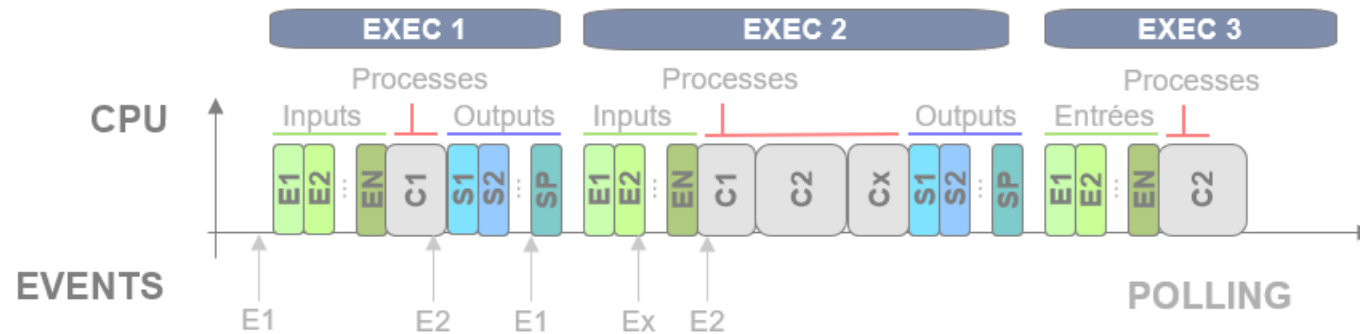 EXEC 1 EXEC 2 EXEC 3
Processes Processes Processes
CPU Inputs Outputs Inputs Outputs Entrées
E1 E2 ... EN C1 S1 S2 ... SP E1 E2 ... EN C1 C2 Cx S1 S2 ... SP E1 E2 ... EN C2
EVENTS POLLING
E1 E2 E1 Ex E2